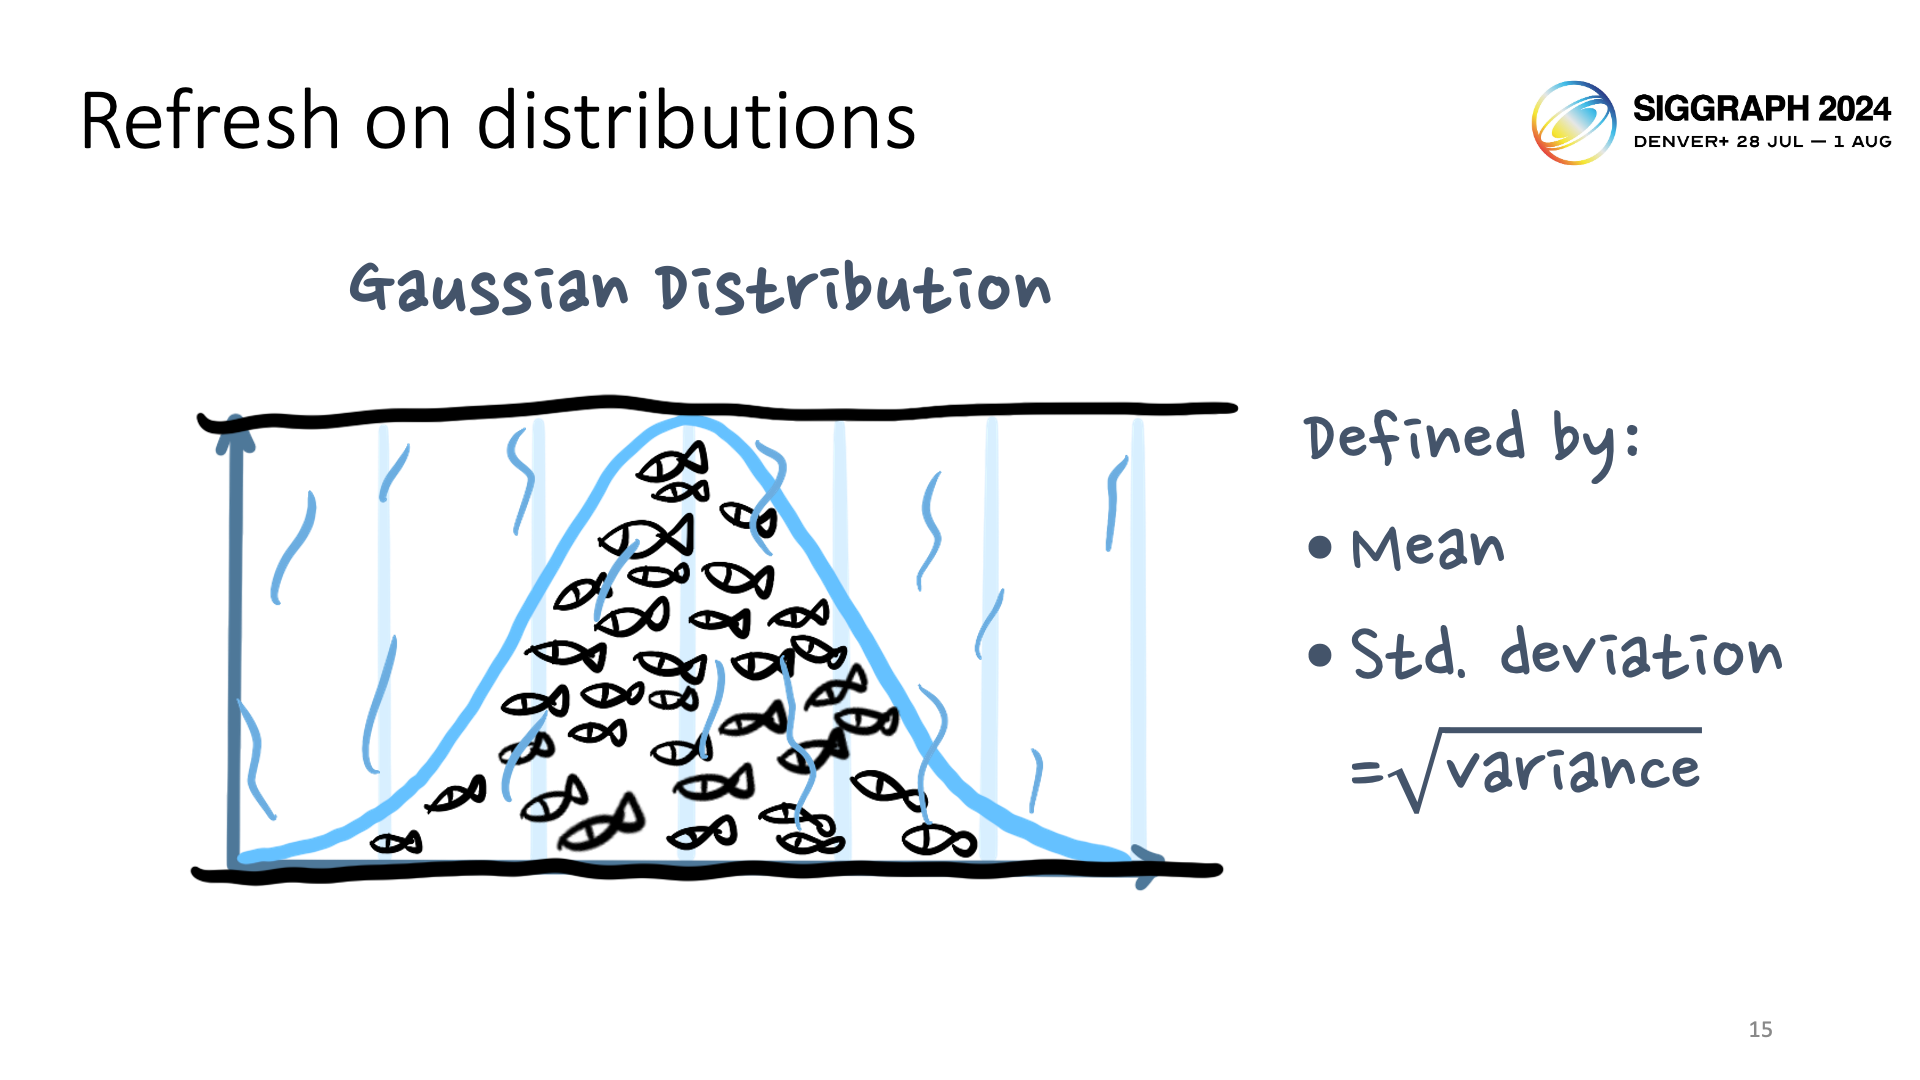 Refresh on distributions
SIGGRAPH 2024
DENVER+ 28 JUL — 1 AUG
Gaussian Distribution
Defined by:
• Mean
• Std. deviation
=√variance
15